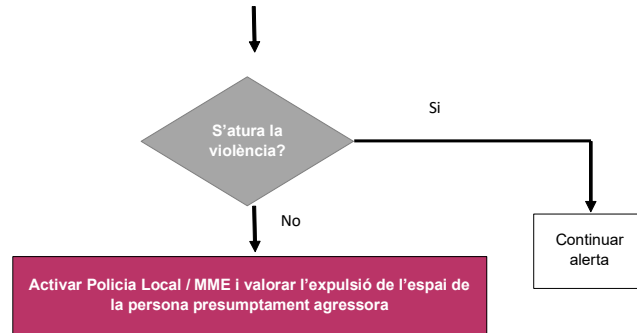 Si
S'atura la
violència?
No
Continuar
alerta
Activar Policia Local / MME i valorar l'expulsió de l'espai de
la persona presumptament agressora